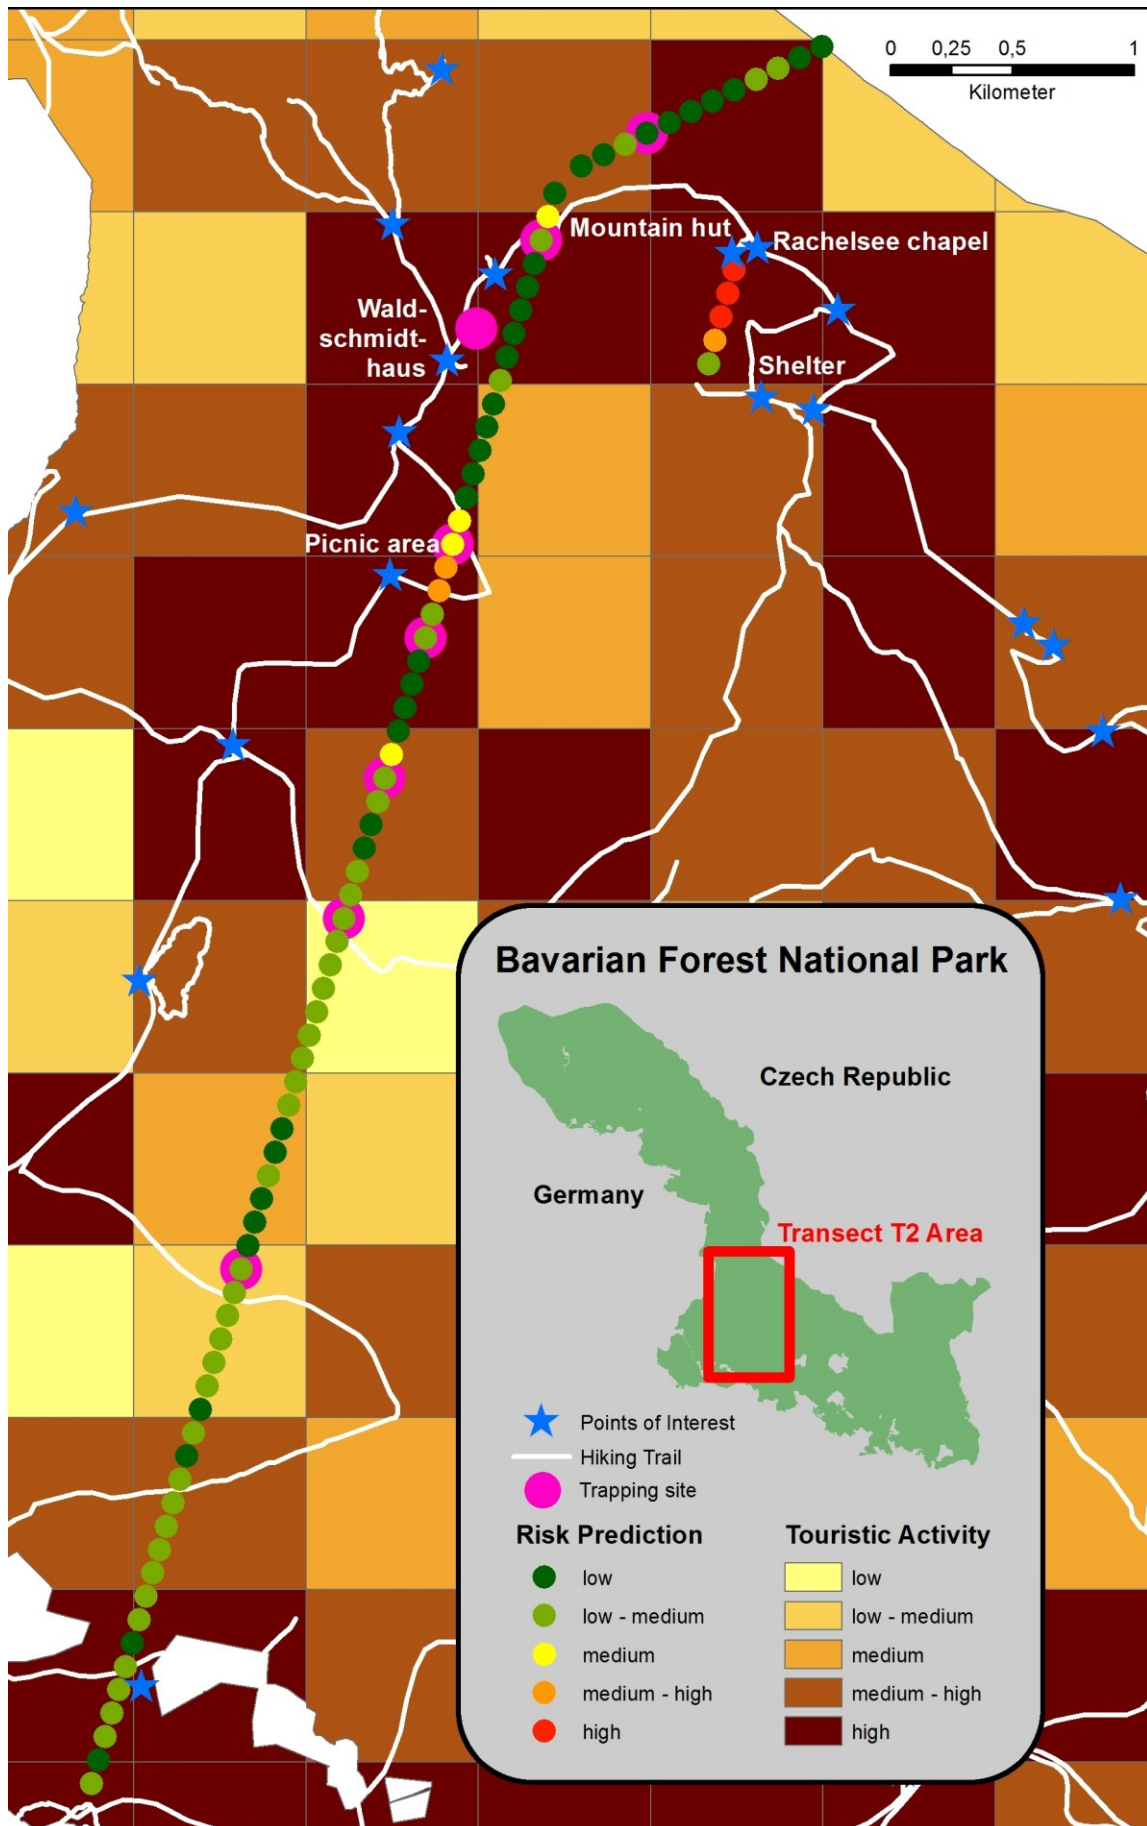 0 0,25 0,5 1
Kilometer
Mountain hut
Rachelsee chapel
Wald-
schmidt-
haus
Shelter
Picnic area
Bavarian Forest National Park
Czech Republic
Germany
Transect T2 Area
Points of Interest
Hiking Trail
Trapping site
Risk Prediction
low
low - medium
medium
medium - high
high
Touristic Activity
low
low - medium
medium
medium - high
high